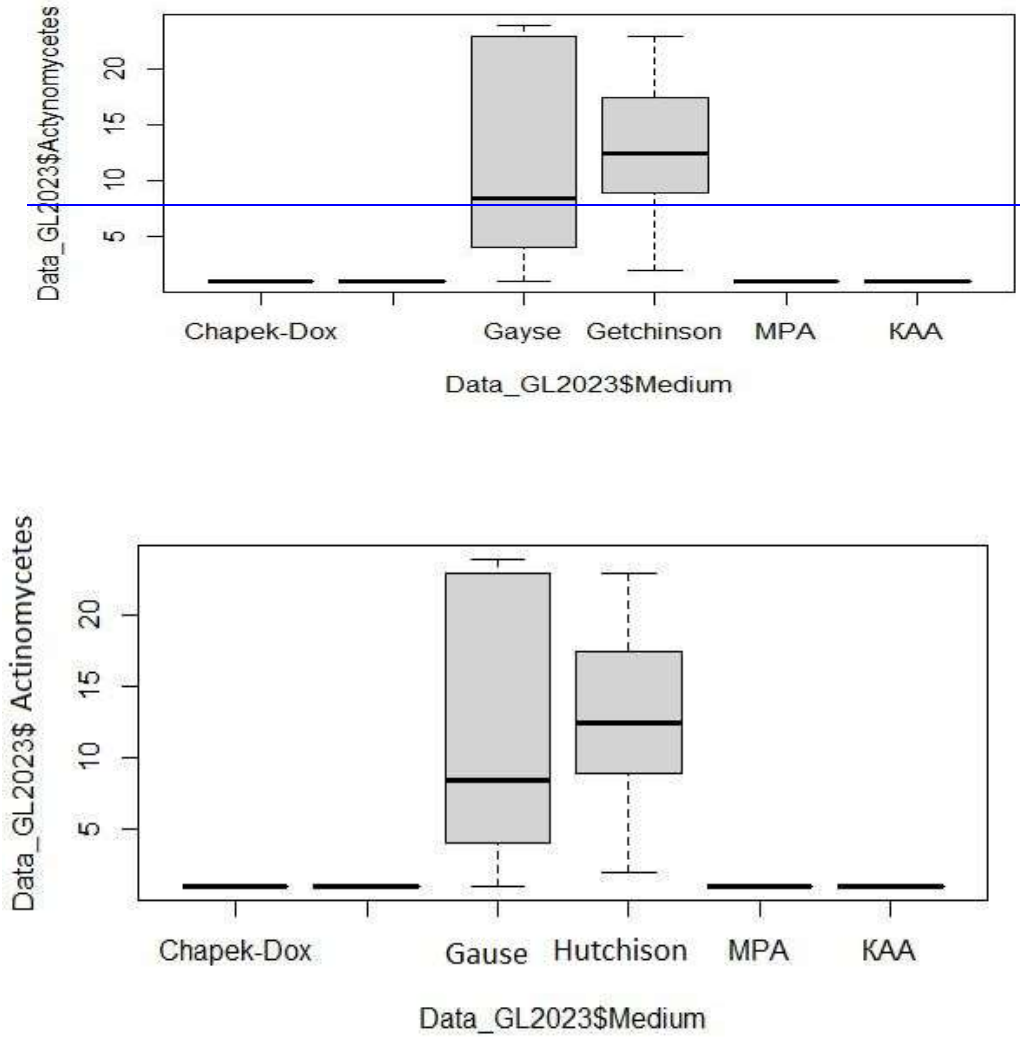 Data_GL2023$Actynomycetes
20
15
10
5
Chapek-Dox Gayse Getchinson MPA KAA
Data_GL2023$Medium
Data_GL2023$ Actinomycetes
20
15
10
5
Chapek-Dox Gause Hutchison MPA KAA
Data_GL2023$Medium